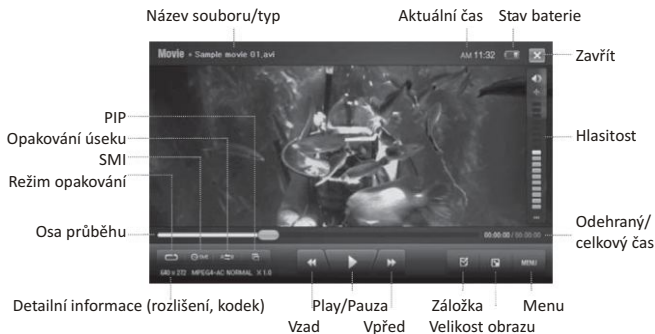 Název souboru/typ
Aktuální čas
Stav baterie
Movie • Sample movie 01.avi
AM 11:32
Zavřít
PIP
Opakování úseku
SMI
Režim opakování
Hlasitost
Osa průběhu
00:00:00 / 00:00:00
Odehraný/
celkový čas
MENU
640 x 272 MPEG4-AC NORMAL X 1.0
Detailní informace (rozlišení, kodek)
Play/Pauza
Záložka
Menu
Vzad
Vpřed
Velikost obrazu